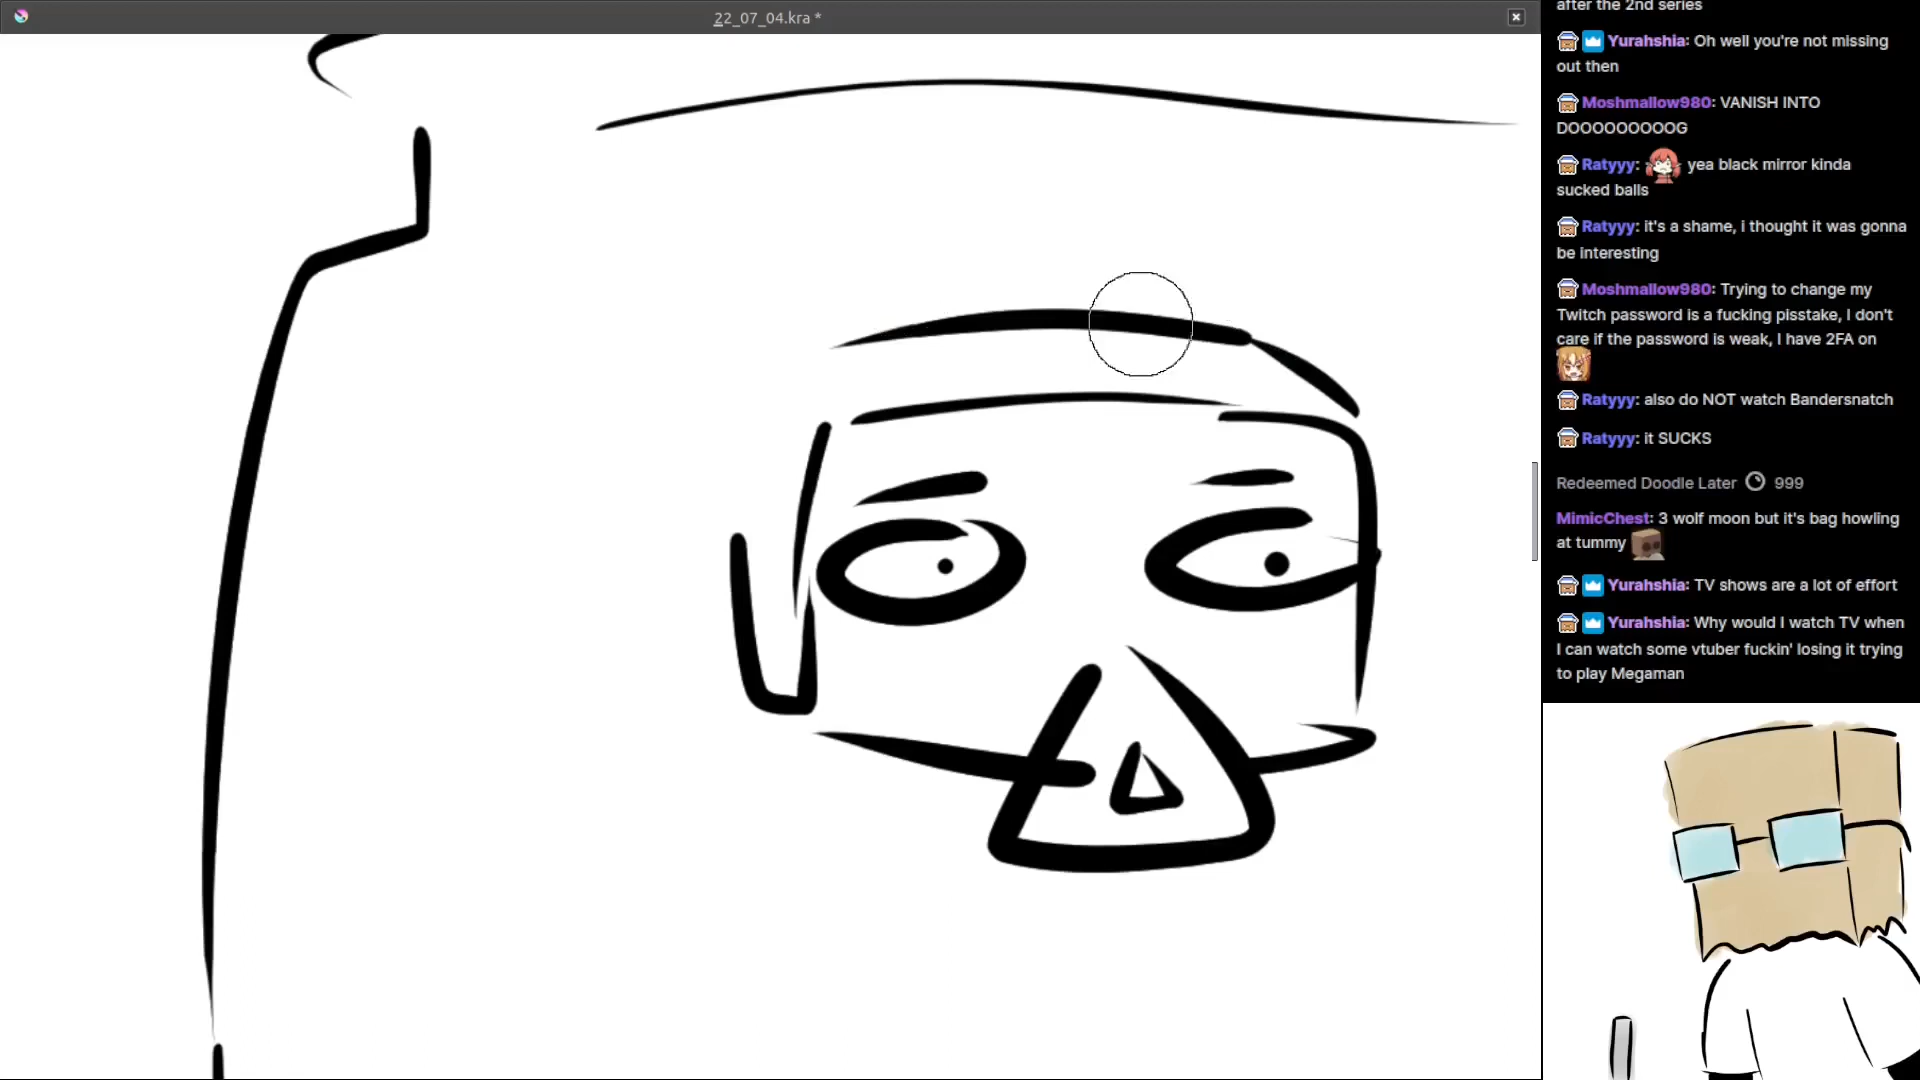 22_07_04.kra *
after the 2nd series
Yurahshia: Oh well you're not missing
out then
Moshmallow980: VANISH INTO
DOOOOOOOOOG
Ratyyy: yea black mirror kinda
sucked balls
Ratyyy: it's a shame, i thought it was gonna
be interesting
Moshmallow980: Trying to change my
Twitch password is a fucking pisstake, I don't
care if the password is weak, I have 2FA on
Ratyyy: also do NOT watch Bandersnatch
Ratyyy: it SUCKS
Redeemed Doodle Later 999
MimicChest: 3 wolf moon but it's bag howling
at tummy
Yurahshia: TV shows are a lot of effort
Yurahshia: Why would I watch TV when
I can watch some vtuber fuckin' losing it trying
to play Megaman